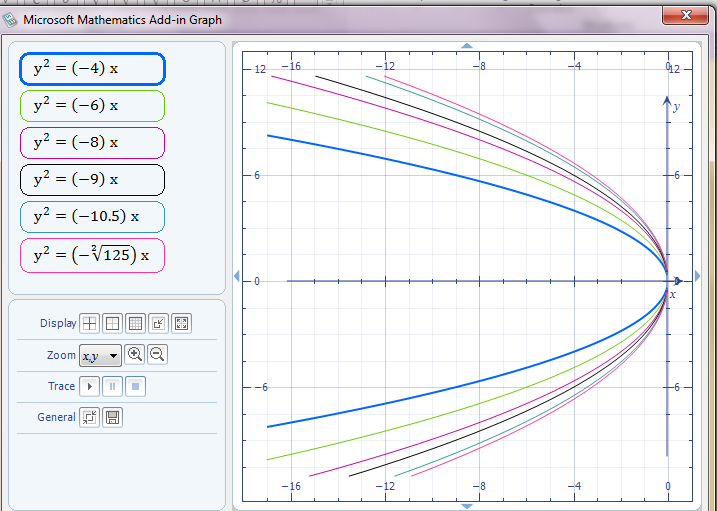 Microsoft Mathematics Add-in Graph
y² = (−4) x
y² = (−6) x
y² = (−8) x
y² = (−9) x
y² = (−10.5) x
y² = (−²√125) x
Display
Zoom x,y
Trace
General
−16 −12 −8 −4 0
12 12
y
6 6
0
x
−6 −6
−16 −12 −8 −4 0